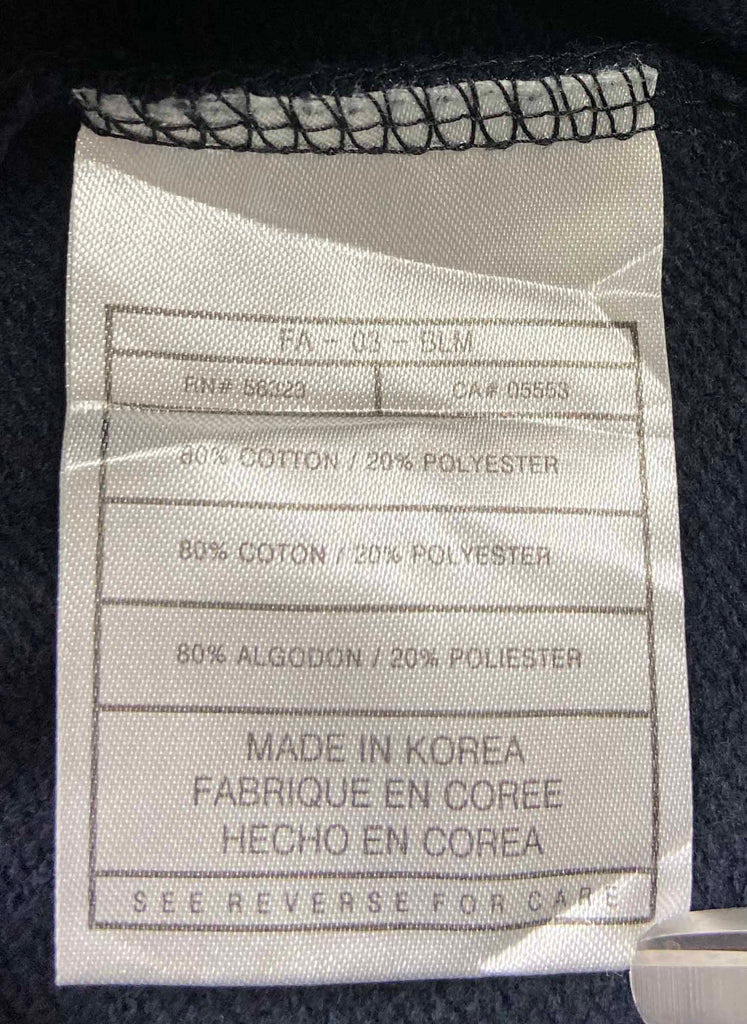 FA - 03 - BLM
RN# 56323 CA# 05553
80% COTTON / 20% POLYESTER
80% COTON / 20% POLYESTER
80% ALGODON / 20% POLIESTER
MADE IN KOREA
FABRIQUE EN COREE
HECHO EN COREA
SEE REVERSE FOR CARE